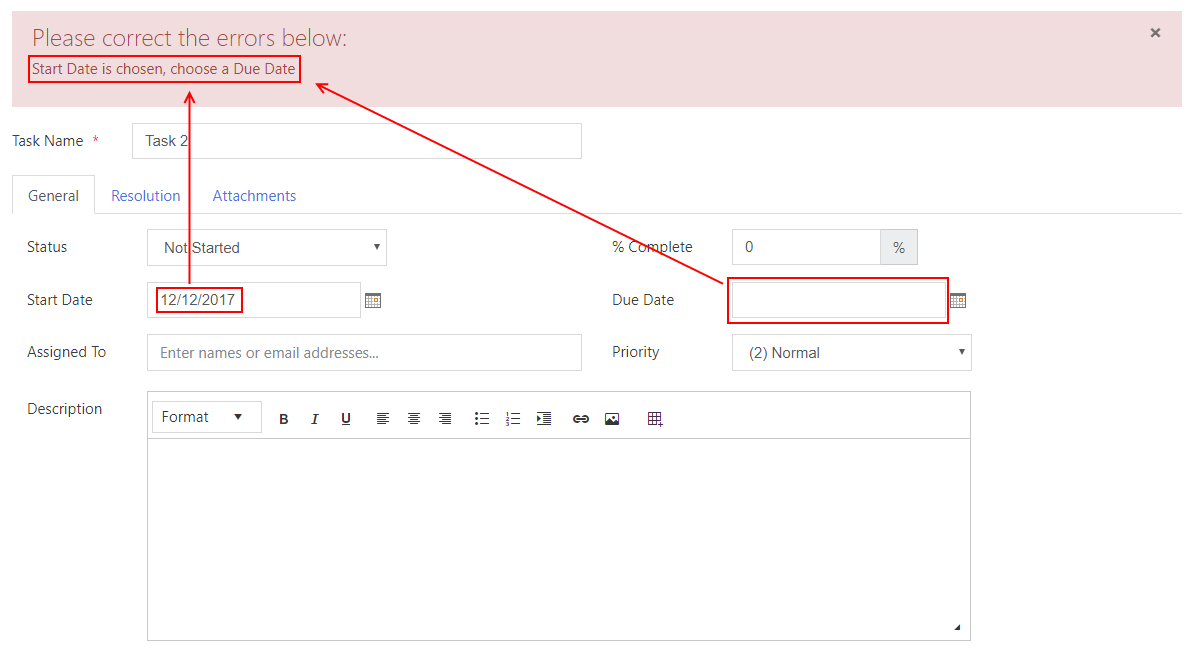 Please correct the errors below:
Start Date is chosen, choose a Due Date
Task Name *
Task 2
General Resolution Attachments
Status Not Started % Complete 0 %
Start Date 12/12/2017 Due Date
Assigned To Enter names or email addresses... Priority (2) Normal
Description Format B I U